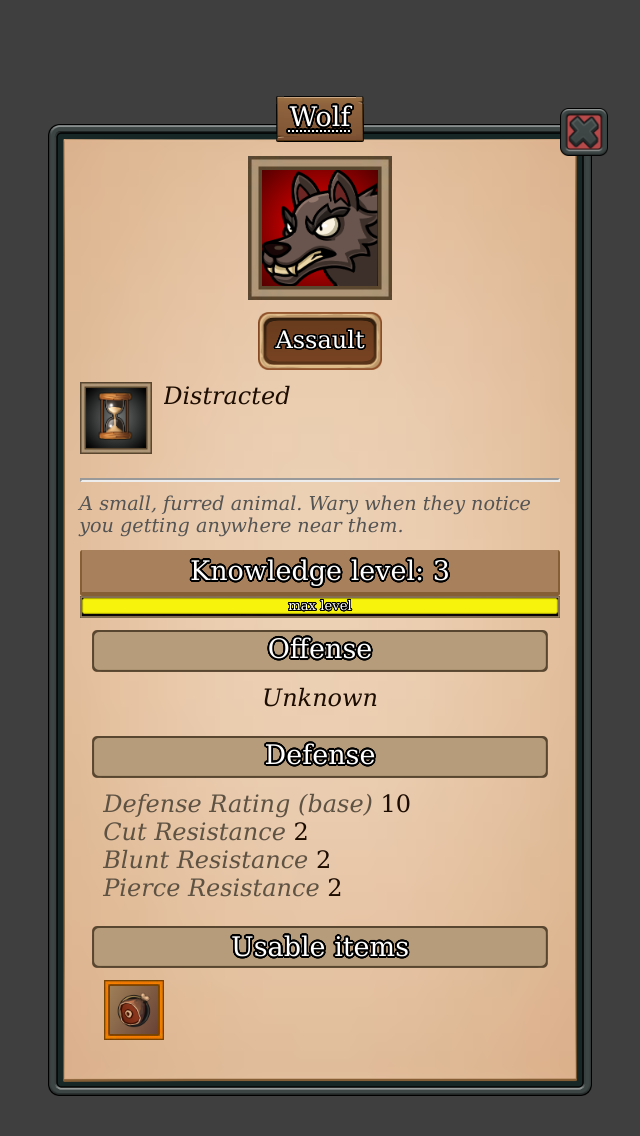 Wolf
Assault
Distracted
A small, furred animal. Wary when they notice
you getting anywhere near them.
Knowledge level: 3
max level
Offense
Unknown
Defense
Defense Rating (base) 10
Cut Resistance 2
Blunt Resistance 2
Pierce Resistance 2
Usable items